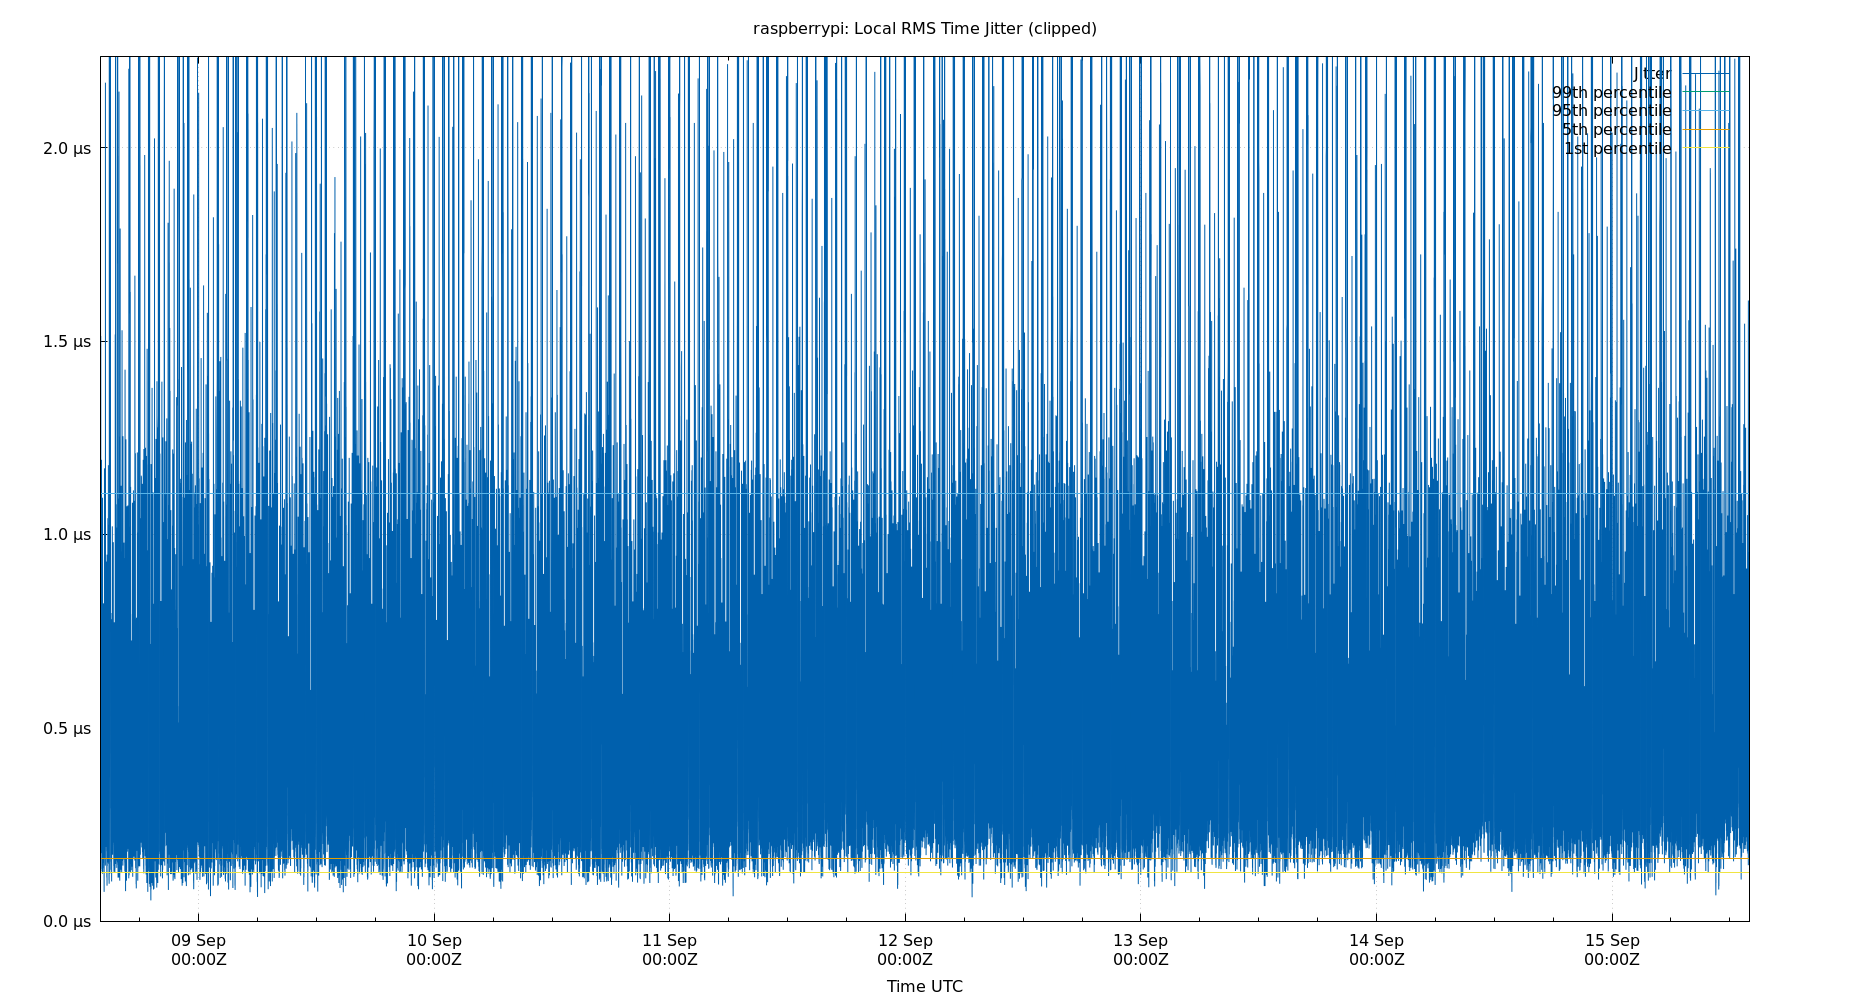 raspberrypi: Local RMS Time Jitter (clipped)
Jitter
99th percentile
95th percentile
5th percentile
1st percentile
2.0 µs
1.5 µs
1.0 µs
0.5 µs
0.0 µs
09 Sep 10 Sep 11 Sep 12 Sep 13 Sep 14 Sep 15 Sep
00:00Z 00:00Z 00:00Z 00:00Z 00:00Z 00:00Z 00:00Z
Time UTC